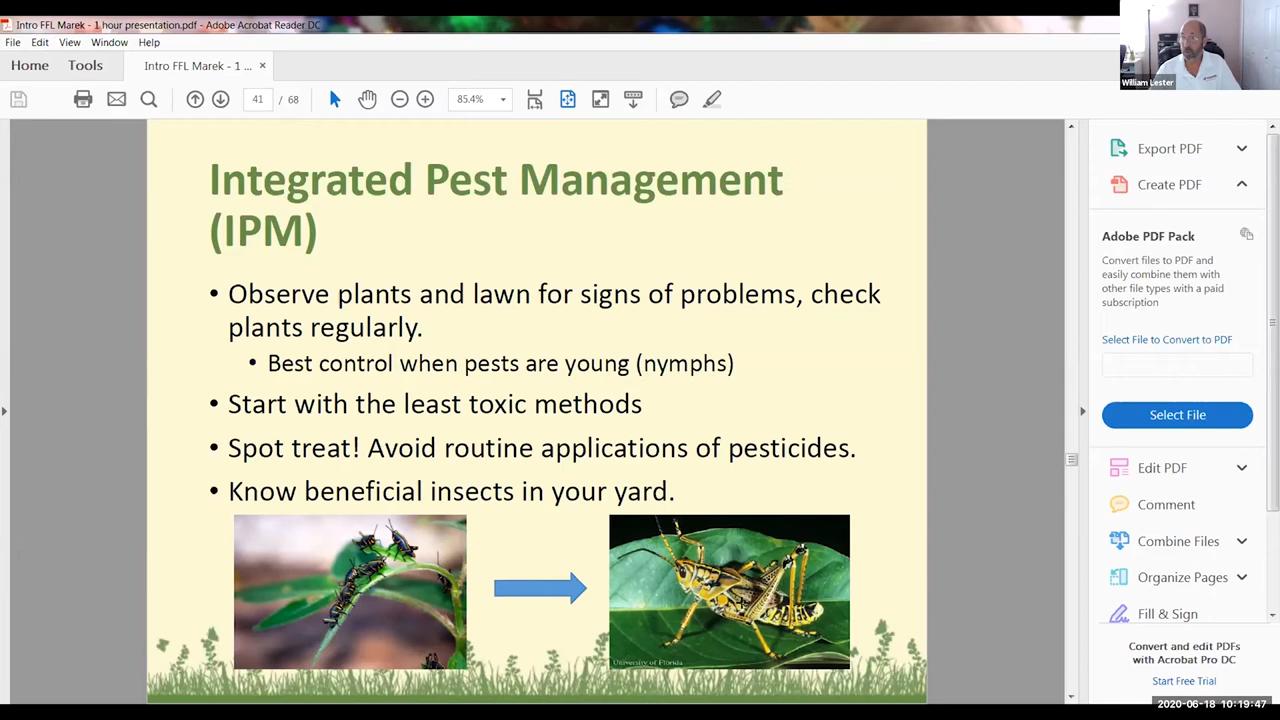 Intro FFL Marek - 1 hour presentation.pdf - Adobe Acrobat Reader DC
File Edit View Window Help
Home Tools Intro FFL Marek - 1 ... ×
41 / 68 85.4%
William Lester
Integrated Pest Management
(IPM)
• Observe plants and lawn for signs of problems, check
plants regularly.
• Best control when pests are young (nymphs)
• Start with the least toxic methods
• Spot treat! Avoid routine applications of pesticides.
• Know beneficial insects in your yard.
University of Florida
Export PDF
Create PDF
Adobe PDF Pack
Convert files to PDF and
easily combine them with
other file types with a paid
subscription
Select File to Convert to PDF
Select File
Edit PDF
Comment
Combine Files
Organize Pages
Fill & Sign
Convert and edit PDFs
with Acrobat Pro DC
Start Free Trial
2020-06-18 10:19:47